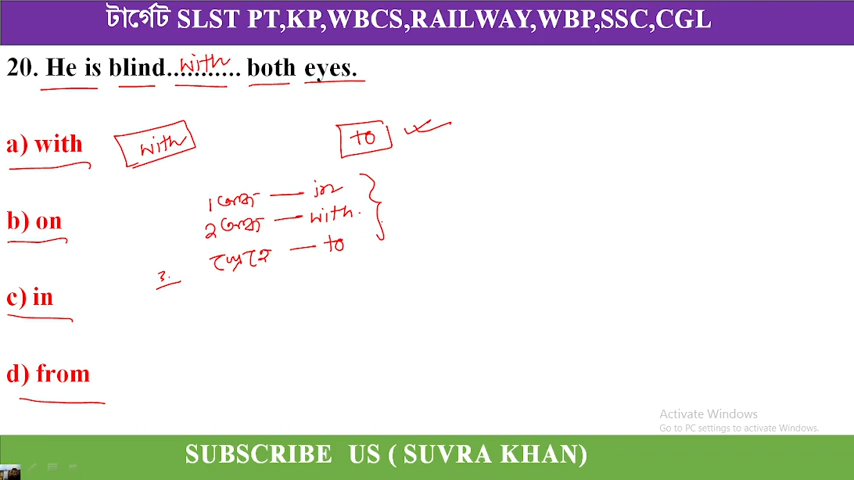 টার্গেট SLST PT,KP,WBCS,RAILWAY,WBP,SSC,CGL
20. He is blind...with... both eyes.
a) with with to
b) on
1 চোখ — in
2 চোখ — with.
— to
3.
c) in
d) from
Activate Windows
Go to PC settings to activate Windows.
SUBSCRIBE US ( SUVRA KHAN)